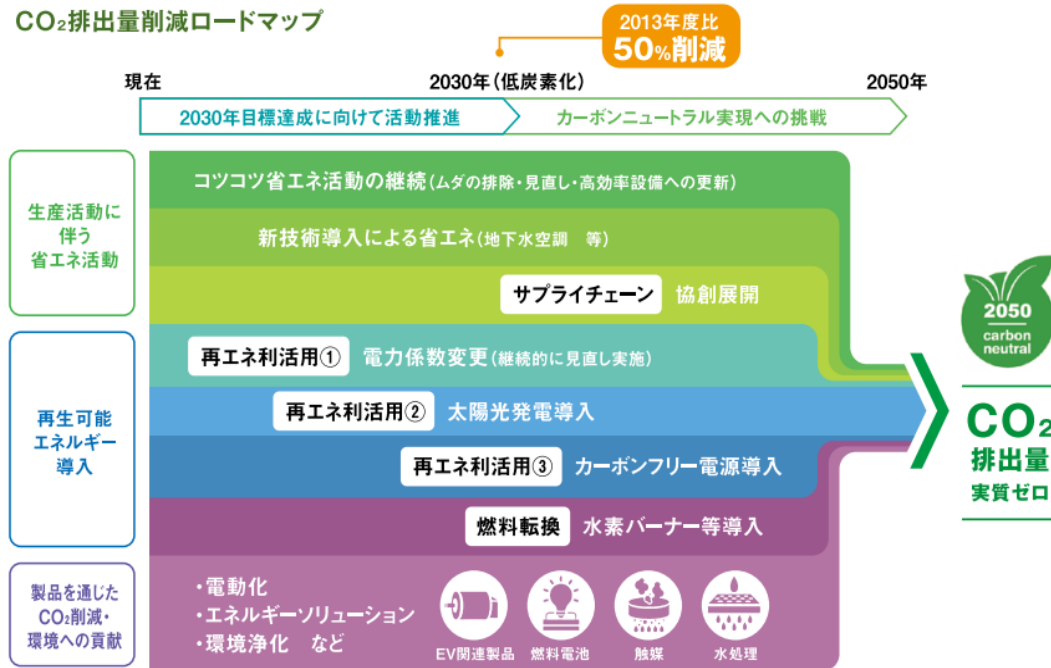 CO₂排出量削減ロードマップ
2013年度比
50%削減
現在
2030年(低炭素化)
2050年
2030年目標達成に向けて活動推進
カーボンニュートラル実現への挑戦
生産活動に
伴う
省エネ活動
コツコツ省エネ活動の継続(ムダの排除・見直し・高効率設備への更新)
新技術導入による省エネ(地下水空調 等)
サプライチェーン 協創展開
再生可能
エネルギー
導入
再エネ利活用① 電力係数変更(継続的に見直し実施)
再エネ利活用② 太陽光発電導入
再エネ利活用③ カーボンフリー電源導入
燃料転換 水素バーナー等導入
製品を通じた
CO₂削減・
環境への貢献
・電動化
・エネルギーソリューション
・環境浄化 など
EV関連製品 燃料電池 触媒 水処理
2050
carbon
neutral
CO₂
排出量
実質ゼロ